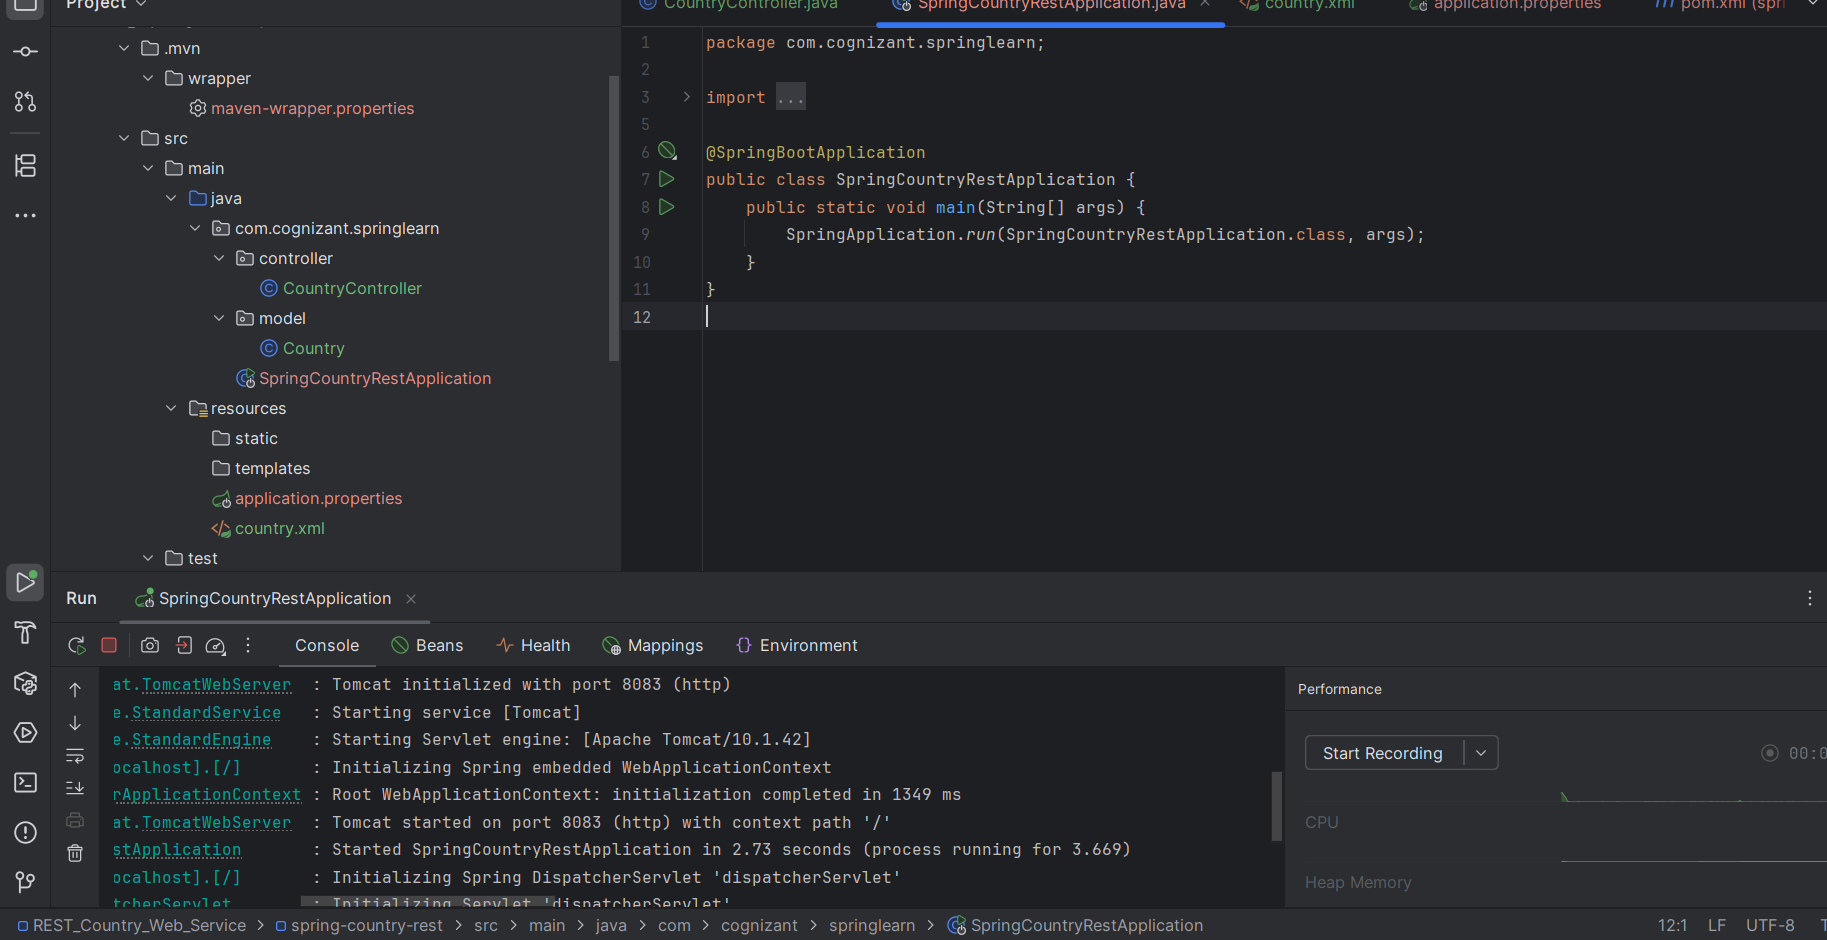 Project
.mvn
wrapper
maven-wrapper.properties
src
main
java
com.cognizant.springlearn
controller
CountryController
model
Country
SpringCountryRestApplication
resources
static
templates
application.properties
country.xml
test
CountryController.java
SpringCountryRestApplication.java
country.xml
application.properties
pom.xml (spri
1 package com.cognizant.springlearn;
2
3 import ...
5
6 @SpringBootApplication
7 public class SpringCountryRestApplication {
8 public static void main(String[] args) {
9 SpringApplication.run(SpringCountryRestApplication.class, args);
10 }
11 }
12
Run SpringCountryRestApplication
Console Beans Health Mappings Environment
at.TomcatWebServer : Tomcat initialized with port 8083 (http)
e.StandardService : Starting service [Tomcat]
e.StandardEngine : Starting Servlet engine: [Apache Tomcat/10.1.42]
ocalhost].[/] : Initializing Spring embedded WebApplicationContext
rApplicationContext : Root WebApplicationContext: initialization completed in 1349 ms
at.TomcatWebServer : Tomcat started on port 8083 (http) with context path '/'
stApplication : Started SpringCountryRestApplication in 2.73 seconds (process running for 3.669)
ocalhost].[/] : Initializing Spring DispatcherServlet 'dispatcherServlet'
tcherServlet : Initializing Servlet 'dispatcherServlet'
Performance
Start Recording 00:0
CPU
Heap Memory
REST_Country_Web_Service > spring-country-rest > src > main > java > com > cognizant > springlearn > SpringCountryRestApplication 12:1 LF UTF-8